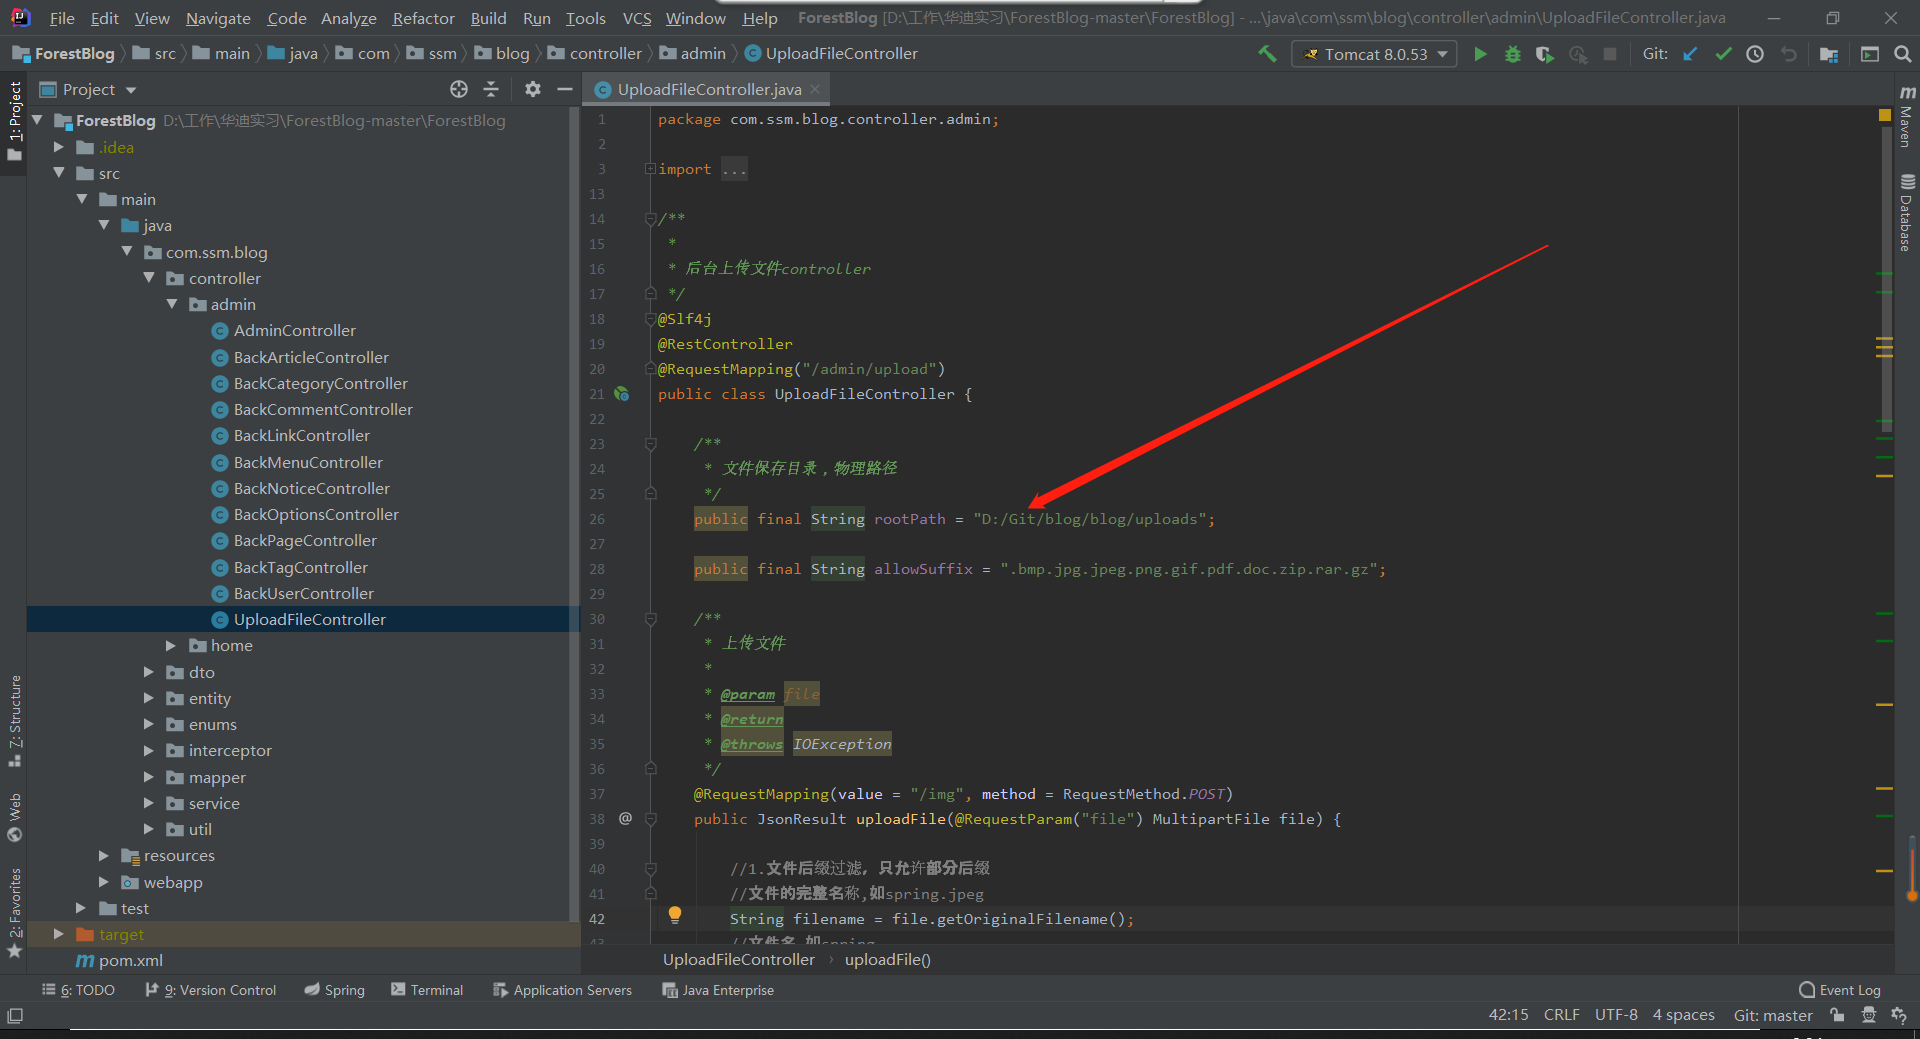 File Edit View Navigate Code Analyze Refactor Build Run Tools VCS Window Help ForestBlog [D:\工作\华迪实习\ForestBlog-master\ForestBlog] - ...\java\com\ssm\blog\controller\admin\UploadFileController.java
ForestBlog src main java com ssm blog controller admin UploadFileController Tomcat 8.0.53 Git:
Project
UploadFileController.java
1: Project
7: Structure
Web
2: Favorites
ForestBlog D:\工作\华迪实习\ForestBlog-master\ForestBlog
.idea
src
main
java
com.ssm.blog
controller
admin
AdminController
BackArticleController
BackCategoryController
BackCommentController
BackLinkController
BackMenuController
BackNoticeController
BackOptionsController
BackPageController
BackTagController
BackUserController
UploadFileController
home
dto
entity
enums
interceptor
mapper
service
util
resources
webapp
test
target
pom.xml
1 package com.ssm.blog.controller.admin;
2
3 import ...
13
14 /**
15 *
16 * 后台上传文件controller
17 */
18 @Slf4j
19 @RestController
20 @RequestMapping("/admin/upload")
21 public class UploadFileController {
22
23 /**
24 * 文件保存目录，物理路径
25 */
26 public final String rootPath = "D:/Git/blog/blog/uploads";
27
28 public final String allowSuffix = ".bmp.jpg.jpeg.png.gif.pdf.doc.zip.rar.gz";
29
30 /**
31 * 上传文件
32 *
33 * @param file
34 * @return
35 * @throws IOException
36 */
37 @RequestMapping(value = "/img", method = RequestMethod.POST)
38 @ public JsonResult uploadFile(@RequestParam("file") MultipartFile file) {
39
40 //1.文件后缀过滤，只允许部分后缀
41 //文件的完整名称,如spring.jpeg
42 String filename = file.getOriginalFilename();
43 //文件名,如spring
UploadFileController › uploadFile()
Maven
Database
6: TODO 9: Version Control Spring Terminal Application Servers Java Enterprise Event Log
42:15 CRLF UTF-8 4 spaces Git: master